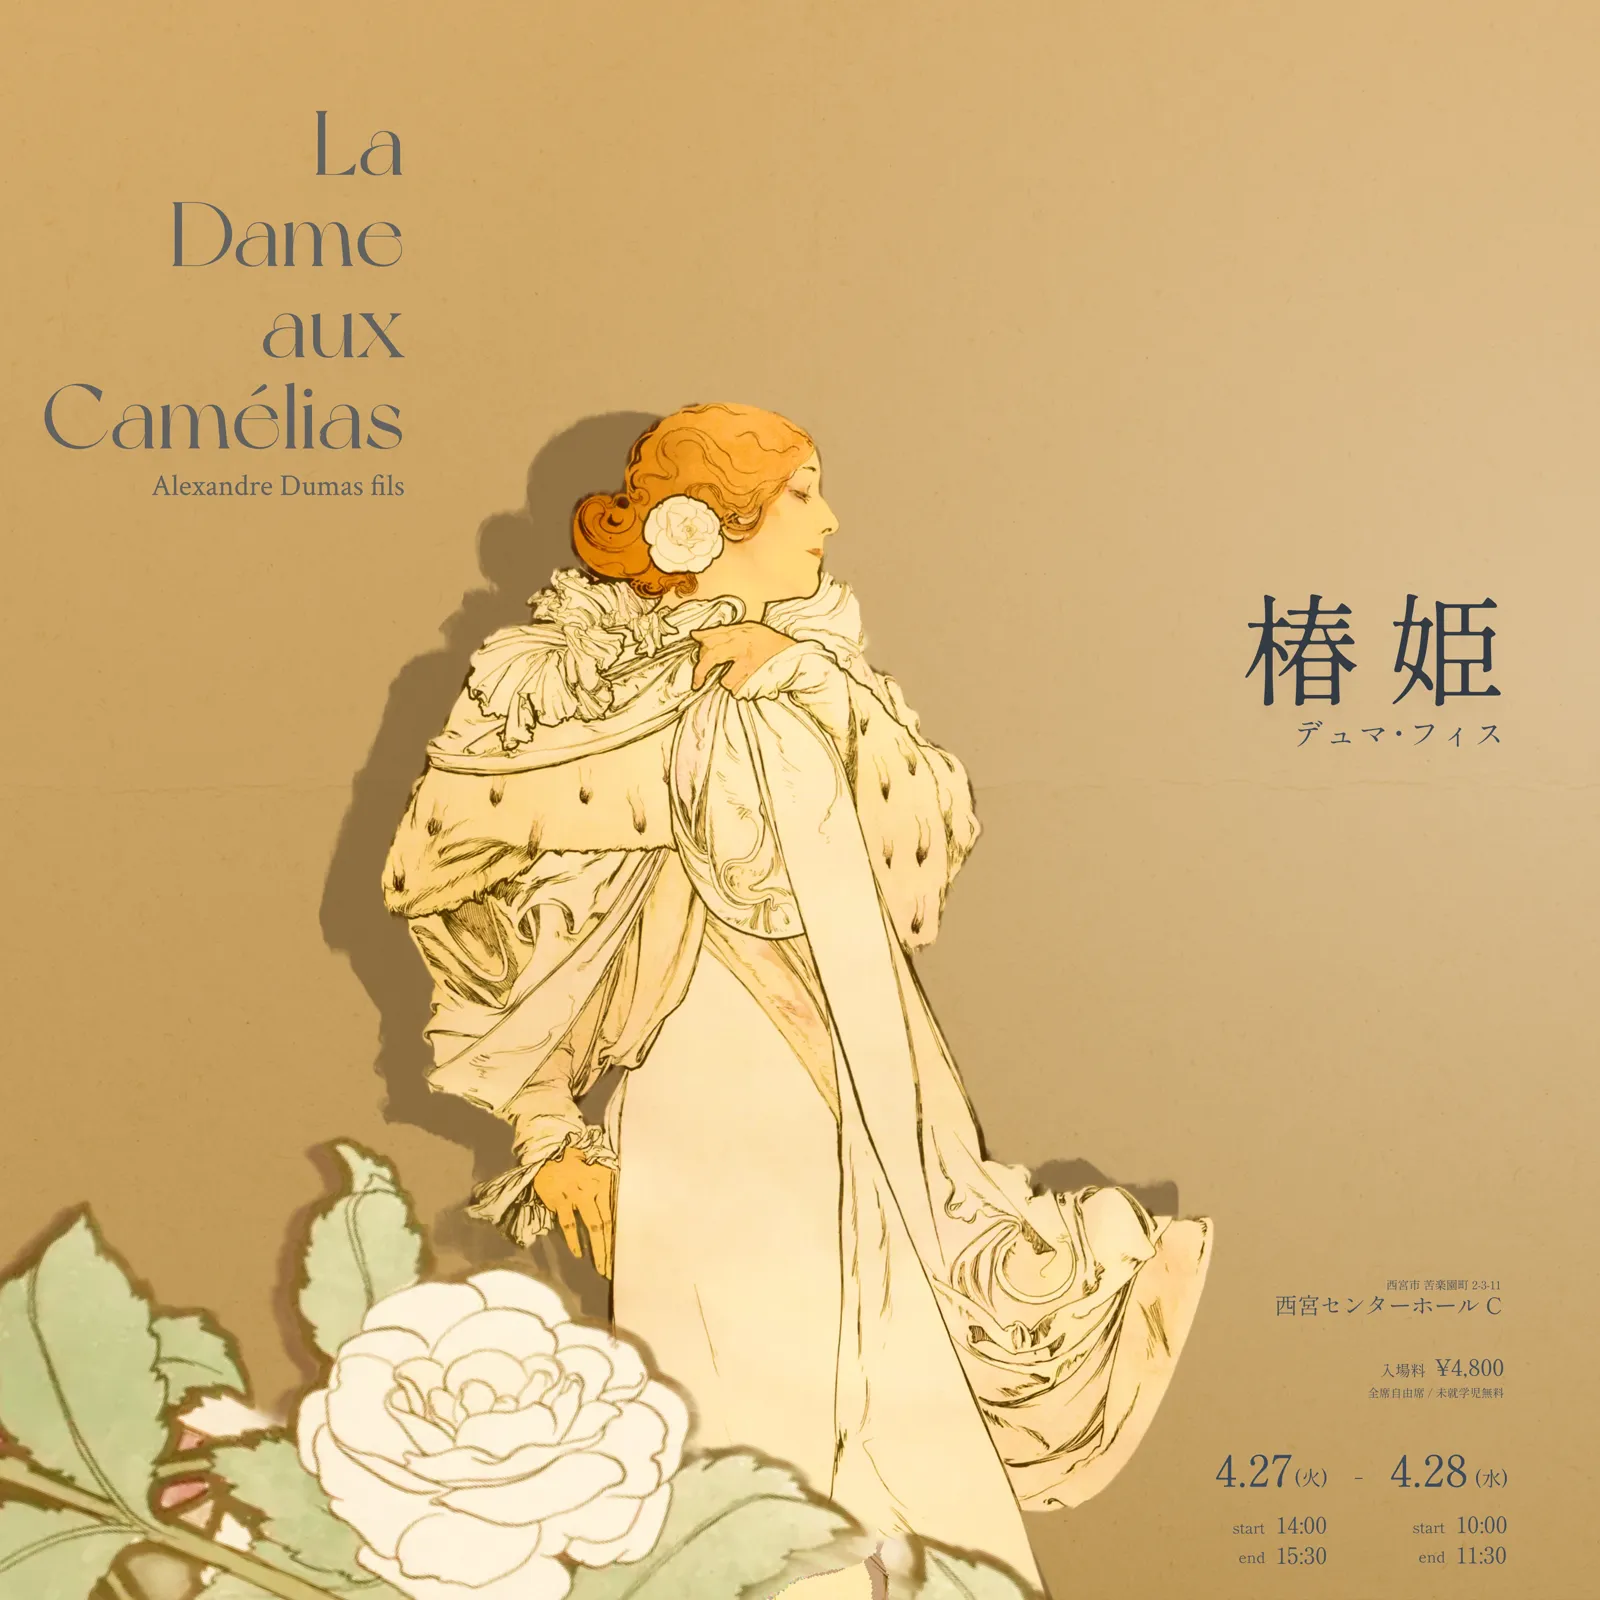 La
Dame
aux
Camélias
Alexandre Dumas fils
椿姫
デュマ・フィス
西宮市 苦楽園町 2-3-11
西宮センターホール C
入場料 ¥4,800
全席自由席 / 未就学児無料
4.27(火) - 4.28(水)
start 14:00 start 10:00
end 15:30 end 11:30